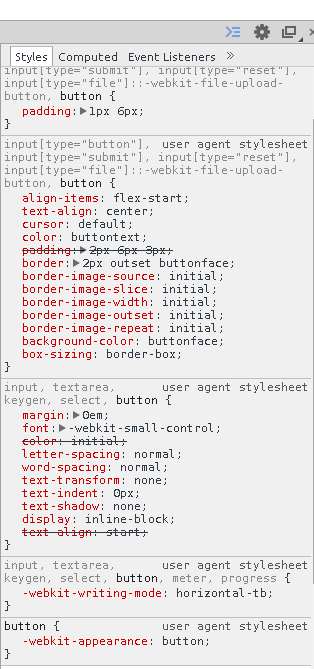 Styles Computed Event Listeners »
input[type="submit"], input[type="reset"],
input[type="file"]::-webkit-file-upload-
button, button {
padding:▶1px 6px;
}
input[type="button"], user agent stylesheet
input[type="submit"], input[type="reset"],
input[type="file"]::-webkit-file-upload-
button, button {
align-items: flex-start;
text-align: center;
cursor: default;
color: buttontext;
padding:▶2px 6px 3px;
border:▶2px outset buttonface;
border-image-source: initial;
border-image-slice: initial;
border-image-width: initial;
border-image-outset: initial;
border-image-repeat: initial;
background-color: buttonface;
box-sizing: border-box;
}
input, textarea, user agent stylesheet
keygen, select, button {
margin:▶0em;
font:▶-webkit-small-control;
color: initial;
letter-spacing: normal;
word-spacing: normal;
text-transform: none;
text-indent: 0px;
text-shadow: none;
display: inline-block;
text-align: start;
}
input, textarea, user agent stylesheet
keygen, select, button, meter, progress {
-webkit-writing-mode: horizontal-tb;
}
button { user agent stylesheet
-webkit-appearance: button;
}